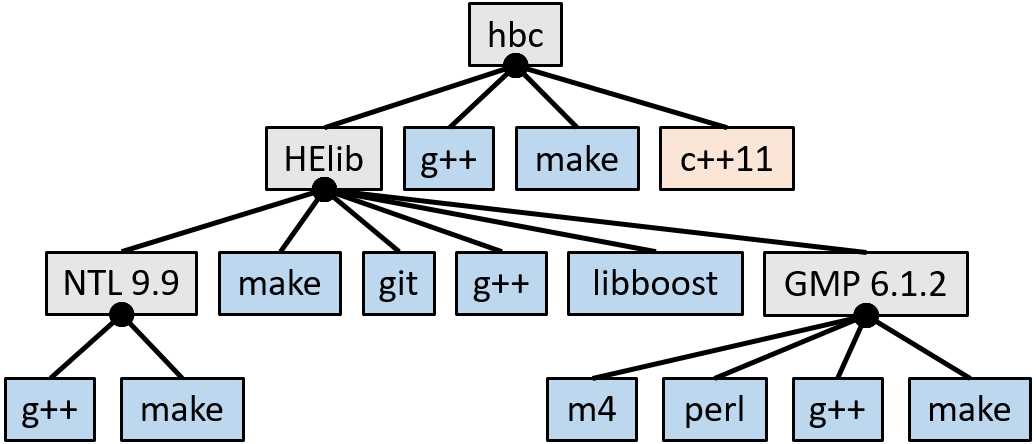 hbc
HElib g++ make c++11
NTL 9.9 make git g++ libboost GMP 6.1.2
g++ make m4 perl g++ make